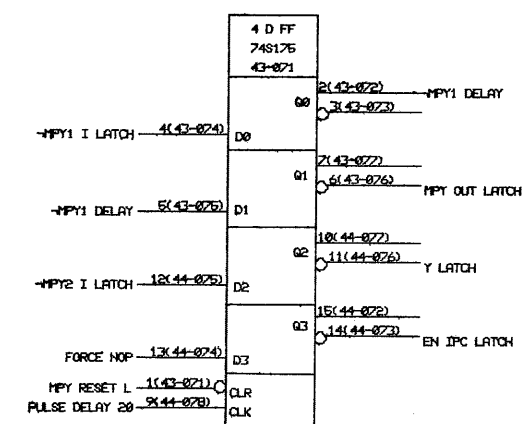 4 D FF
74S175
43-071
2(43-072)
¬MPY1 DELAY
Q0
3(43-073)
¬MPY1 I LATCH 4(43-074) D0
7(43-077)
Q1
6(43-076)
MPY OUT LATCH
¬MPY1 DELAY 5(43-075) D1
10(44-077)
Q2
11(44-076)
Y LATCH
¬MPY2 I LATCH 12(44-075) D2
15(44-072)
Q3
14(44-073)
EN IPC LATCH
FORCE NOP 13(44-074) D3
MPY RESET L 1(43-071) CLR
PULSE DELAY 20 9(44-078) CLK